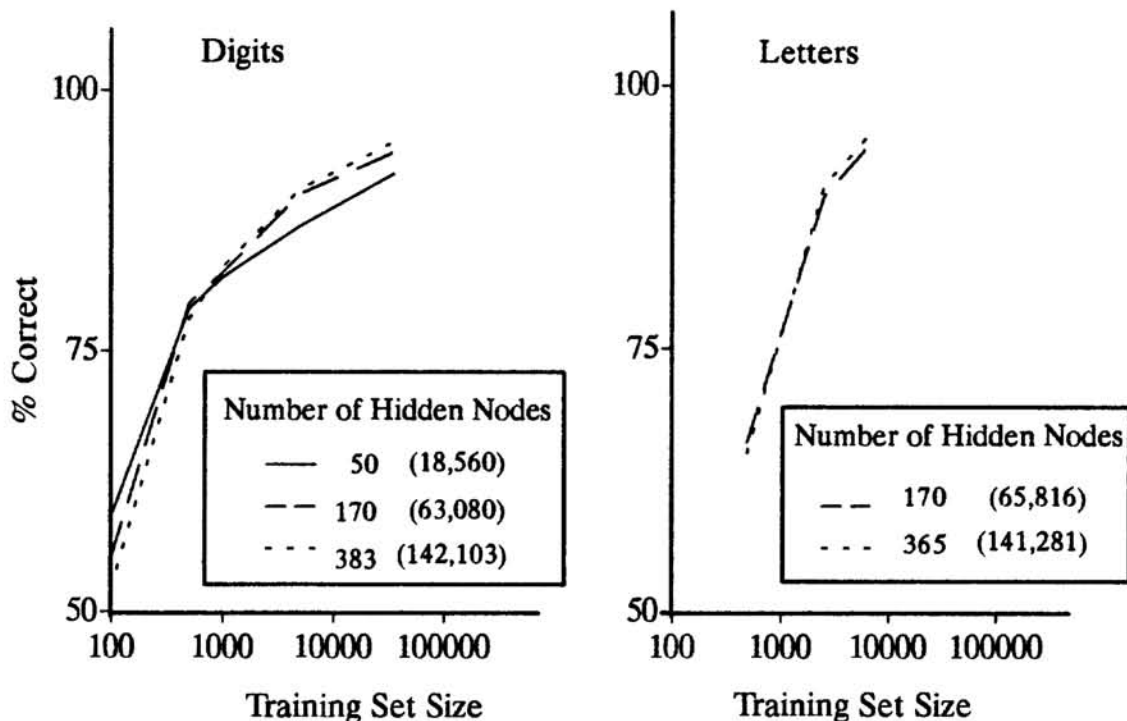 Digits
% Correct
100
75
50
100 1000 10000 100000
Training Set Size
Number of Hidden Nodes
50 (18,560)
170 (63,080)
383 (142,103)
Letters
100
75
50
100 1000 10000 100000
Training Set Size
Number of Hidden Nodes
170 (65,816)
365 (141,281)